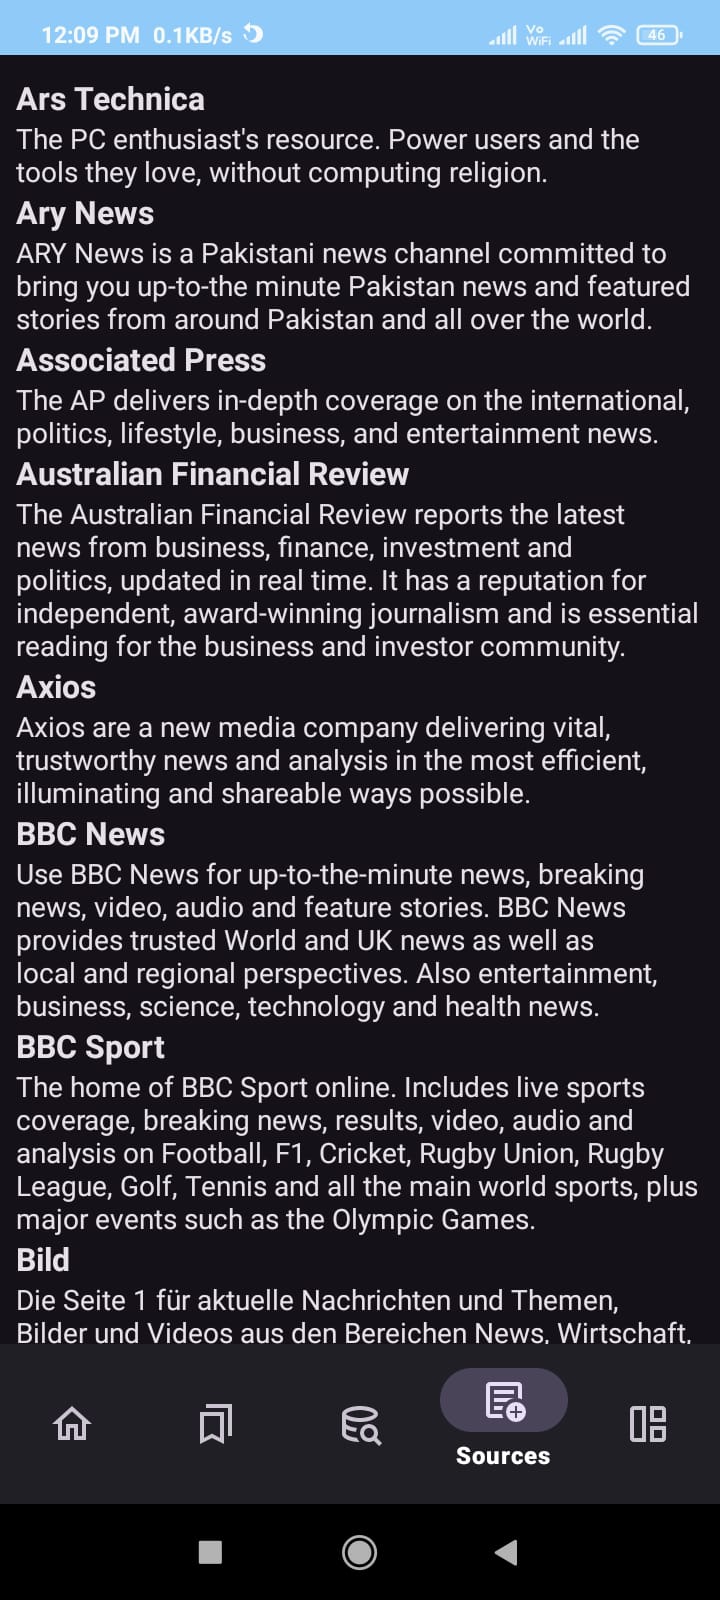 12:09 PM 0.1KB/s
Vo
WiFi
46
Ars Technica
The PC enthusiast's resource. Power users and the
tools they love, without computing religion.
Ary News
ARY News is a Pakistani news channel committed to
bring you up-to-the minute Pakistan news and featured
stories from around Pakistan and all over the world.
Associated Press
The AP delivers in-depth coverage on the international,
politics, lifestyle, business, and entertainment news.
Australian Financial Review
The Australian Financial Review reports the latest
news from business, finance, investment and
politics, updated in real time. It has a reputation for
independent, award-winning journalism and is essential
reading for the business and investor community.
Axios
Axios are a new media company delivering vital,
trustworthy news and analysis in the most efficient,
illuminating and shareable ways possible.
BBC News
Use BBC News for up-to-the-minute news, breaking
news, video, audio and feature stories. BBC News
provides trusted World and UK news as well as
local and regional perspectives. Also entertainment,
business, science, technology and health news.
BBC Sport
The home of BBC Sport online. Includes live sports
coverage, breaking news, results, video, audio and
analysis on Football, F1, Cricket, Rugby Union, Rugby
League, Golf, Tennis and all the main world sports, plus
major events such as the Olympic Games.
Bild
Die Seite 1 für aktuelle Nachrichten und Themen,
Bilder und Videos aus den Bereichen News, Wirtschaft,
Sources